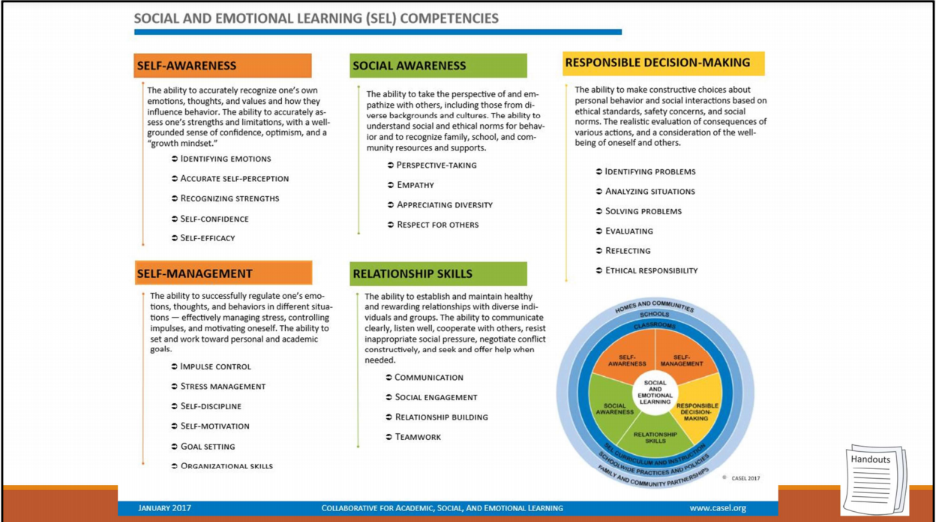 SOCIAL AND EMOTIONAL LEARNING (SEL) COMPETENCIES
SELF-AWARENESS
The ability to accurately recognize one's own
emotions, thoughts, and values and how they
influence behavior. The ability to accurately as-
sess one's strengths and limitations, with a well-
grounded sense of confidence, optimism, and a
"growth mindset."
➲ IDENTIFYING EMOTIONS
➲ ACCURATE SELF-PERCEPTION
➲ RECOGNIZING STRENGTHS
➲ SELF-CONFIDENCE
➲ SELF-EFFICACY
SELF-MANAGEMENT
The ability to successfully regulate one's emo-
tions, thoughts, and behaviors in different situa-
tions — effectively managing stress, controlling
impulses, and motivating oneself. The ability to
set and work toward personal and academic
goals.
➲ IMPULSE CONTROL
➲ STRESS MANAGEMENT
➲ SELF-DISCIPLINE
➲ SELF-MOTIVATION
➲ GOAL SETTING
➲ ORGANIZATIONAL SKILLS
SOCIAL AWARENESS
The ability to take the perspective of and em-
pathize with others, including those from di-
verse backgrounds and cultures. The ability to
understand social and ethical norms for behav-
ior and to recognize family, school, and com-
munity resources and supports.
➲ PERSPECTIVE-TAKING
➲ EMPATHY
➲ APPRECIATING DIVERSITY
➲ RESPECT FOR OTHERS
RELATIONSHIP SKILLS
The ability to establish and maintain healthy
and rewarding relationships with diverse indi-
viduals and groups. The ability to communicate
clearly, listen well, cooperate with others, resist
inappropriate social pressure, negotiate conflict
constructively, and seek and offer help when
needed.
➲ COMMUNICATION
➲ SOCIAL ENGAGEMENT
➲ RELATIONSHIP BUILDING
➲ TEAMWORK
RESPONSIBLE DECISION-MAKING
The ability to make constructive choices about
personal behavior and social interactions based on
ethical standards, safety concerns, and social
norms. The realistic evaluation of consequences of
various actions, and a consideration of the well-
being of oneself and others.
➲ IDENTIFYING PROBLEMS
➲ ANALYZING SITUATIONS
➲ SOLVING PROBLEMS
➲ EVALUATING
➲ REFLECTING
➲ ETHICAL RESPONSIBILITY
HOMES AND COMMUNITIES
SCHOOLS
CLASSROOMS
SELF-
AWARENESS
SELF-
MANAGEMENT
SOCIAL
AND
EMOTIONAL
LEARNING
SOCIAL
AWARENESS
RESPONSIBLE
DECISION-
MAKING
RELATIONSHIP
SKILLS
SEL CURRICULUM AND INSTRUCTION
SCHOOLWIDE PRACTICES AND POLICIES
FAMILY AND COMMUNITY PARTNERSHIPS
© CASEL 2017
Handouts
JANUARY 2017
COLLABORATIVE FOR ACADEMIC, SOCIAL, AND EMOTIONAL LEARNING
www.casel.org